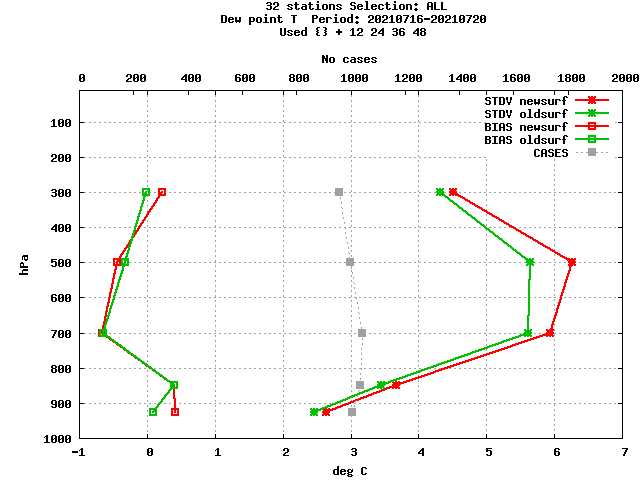 32 stations Selection: ALL
Dew point T  Period: 20210716-20210720
Used {} + 12 24 36 48
No cases
0 200 400 600 800 1000 1200 1400 1600 1800 2000
STDV newsurf
STDV oldsurf
BIAS newsurf
BIAS oldsurf
CASES
100
200
300
400
500
600
700
800
900
1000
hPa
-1 0 1 2 3 4 5 6 7
deg C